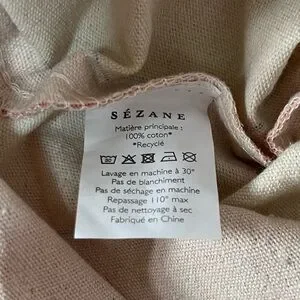 SÉZANE
Matière principale :
100% coton*
*Recyclé
Lavage en machine à 30°
Pas de blanchiment
Pas de séchage en machine
Repassage 110° max
Pas de nettoyage à sec
Fabriqué en Chine